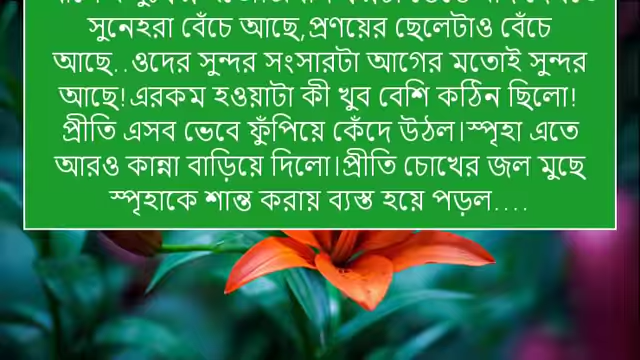 সুনেহরা বেঁচে আছে,প্রণয়ের ছেলেটাও বেঁচে
আছে..ওদের সুন্দর সংসারটা আগের মতোই সুন্দর
আছে!এরকম হওয়াটা কী খুব বেশি কঠিন ছিলো!
প্রীতি এসব ভেবে ফুঁপিয়ে কেঁদে উঠল।স্পৃহা এতে
আরও কান্না বাড়িয়ে দিলো।প্রীতি চোখের জল মুছে
স্পৃহাকে শান্ত করায় ব্যস্ত হয়ে পড়ল....